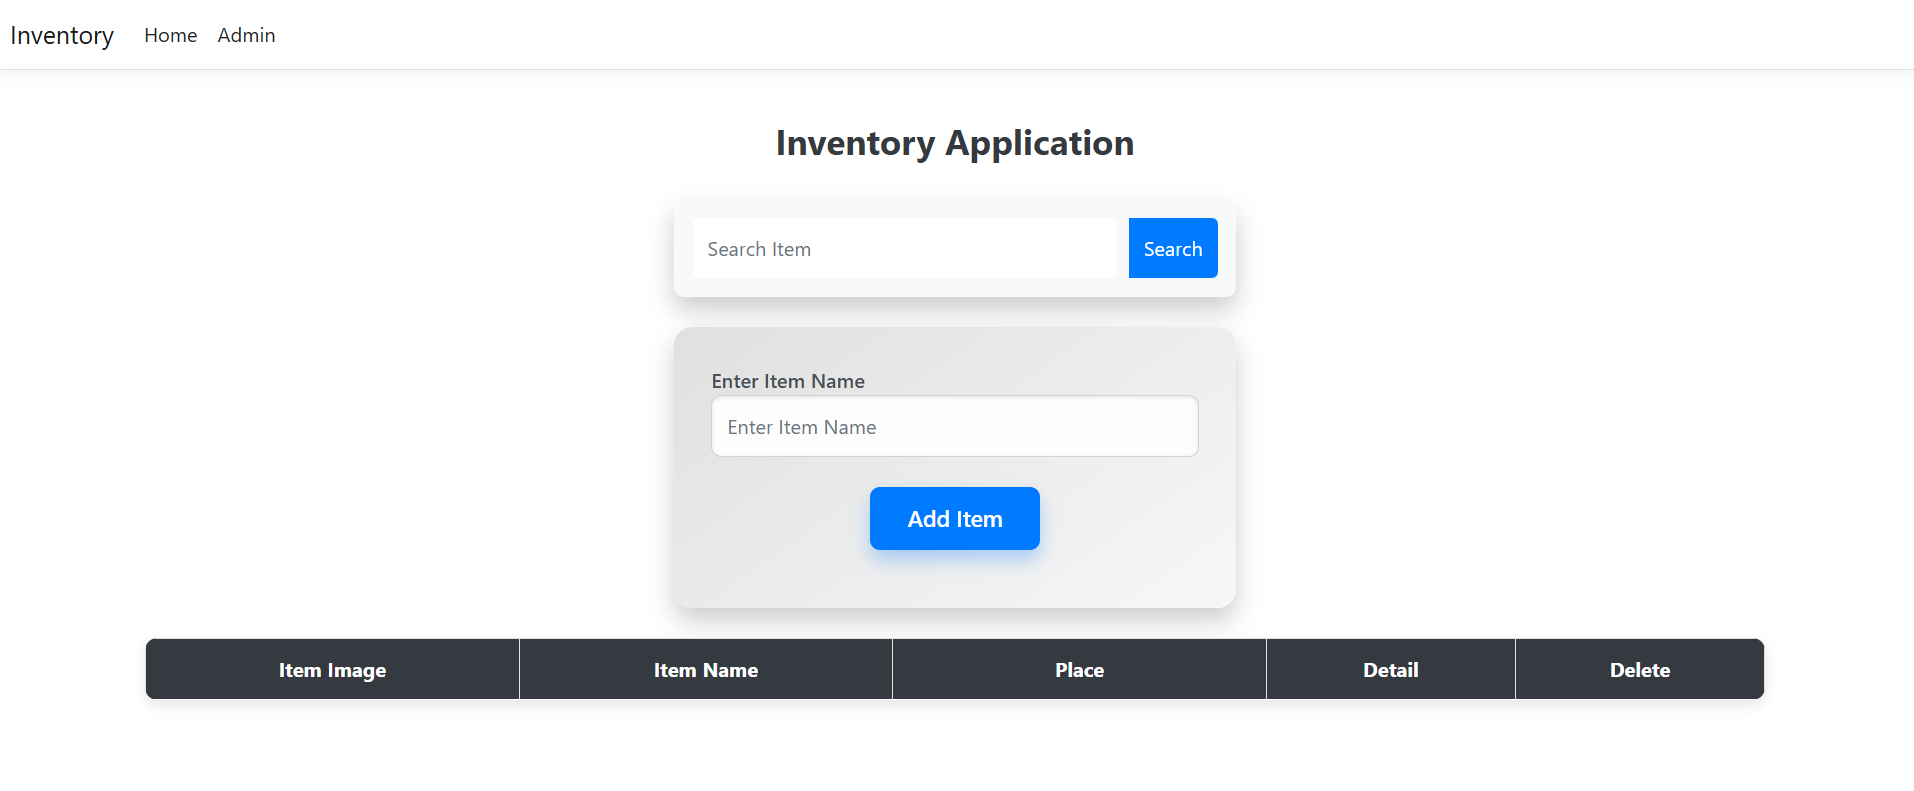 Inventory Home Admin
Inventory Application
Search Item Search
Enter Item Name
Enter Item Name
Add Item
Item Image Item Name Place Detail Delete